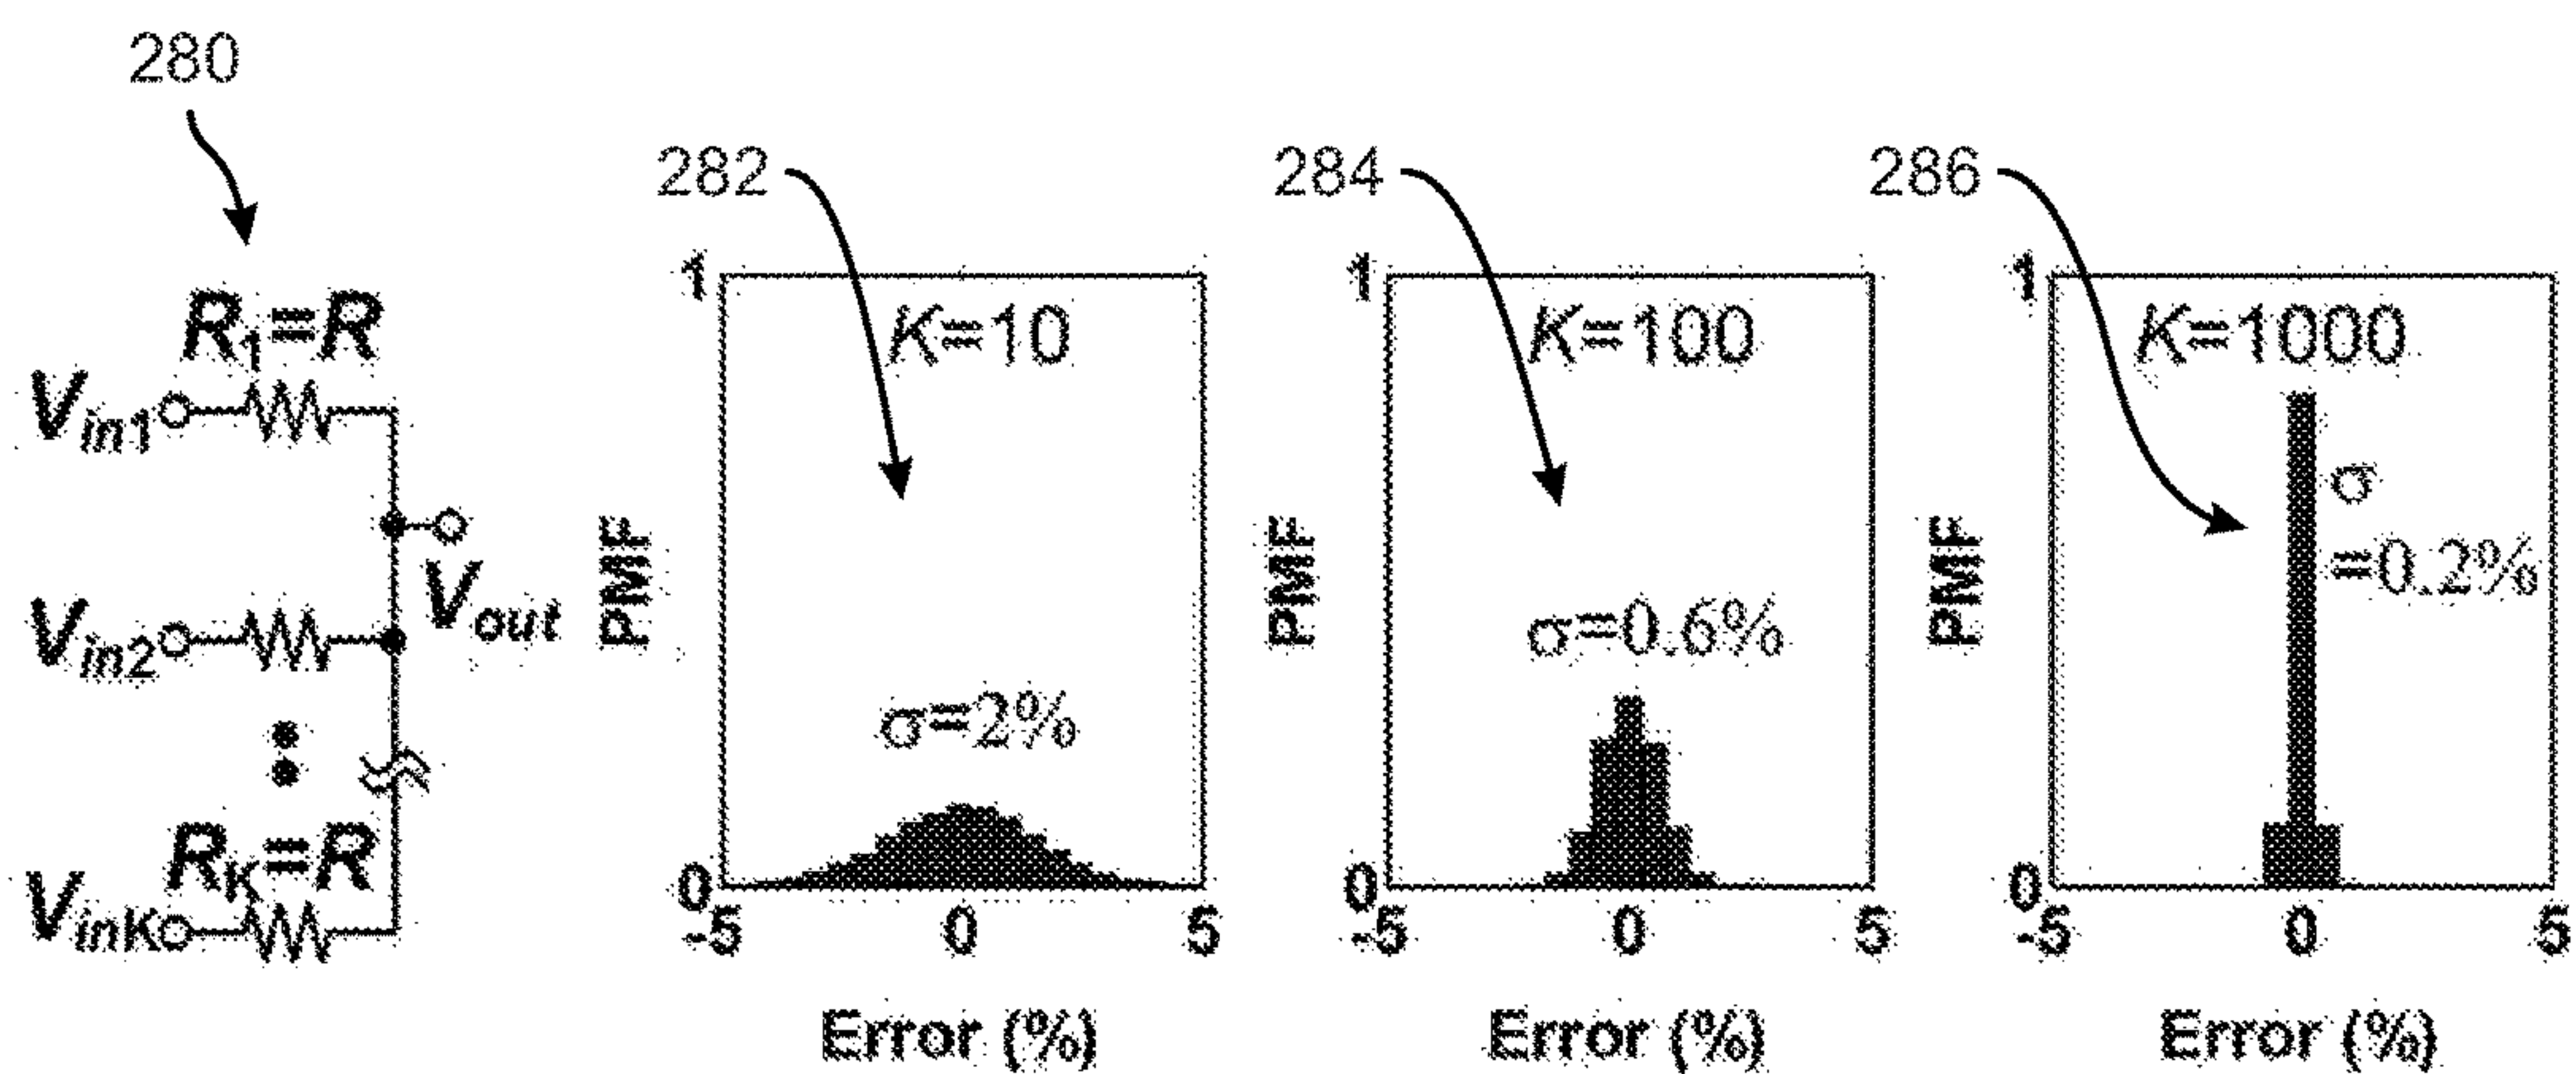 280
282
284
286
R1=R
Vin1
Vout
Vin2
RK=R
VinK
1
K=10
σ=2%
PMF
0
-5 0 5
Error (%)
1
K=100
σ=0.6%
PMF
0
-5 0 5
Error (%)
1
K=1000
σ
=0.2%
PMF
0
-5 0 5
Error (%)